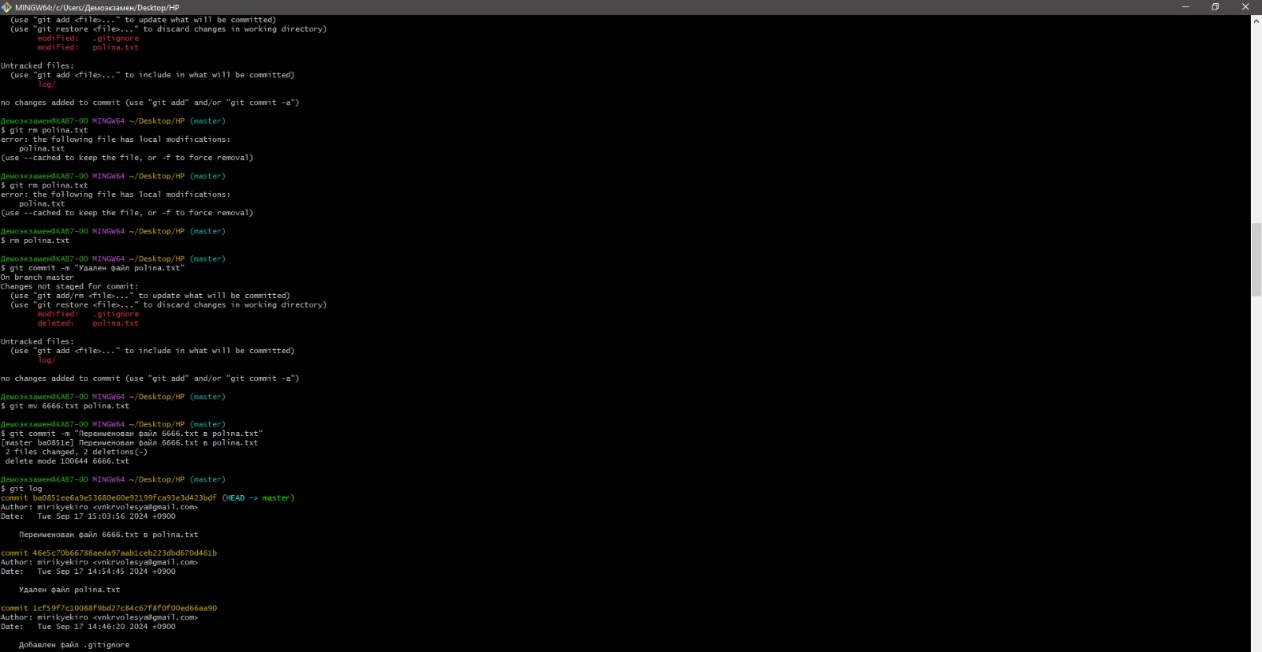 MINGW64:/c/Users/Демоэкзамен/Desktop/HP
(use "git add <file>..." to update what will be committed)
(use "git restore <file>..." to discard changes in working directory)
modified: .gitignore
modified: polina.txt
Untracked files:
(use "git add <file>..." to include in what will be committed)
log/
no changes added to commit (use "git add" and/or "git commit -a")
Демоэкзамен@KAB7-00 MINGW64 ~/Desktop/HP (master)
$ git rm polina.txt
error: the following file has local modifications:
polina.txt
(use --cached to keep the file, or -f to force removal)
Демоэкзамен@KAB7-00 MINGW64 ~/Desktop/HP (master)
$ git rm polina.txt
error: the following file has local modifications:
polina.txt
(use --cached to keep the file, or -f to force removal)
Демоэкзамен@KAB7-00 MINGW64 ~/Desktop/HP (master)
$ rm polina.txt
Демоэкзамен@KAB7-00 MINGW64 ~/Desktop/HP (master)
$ git commit -m "Удален файл polina.txt"
On branch master
Changes not staged for commit:
(use "git add/rm <file>..." to update what will be committed)
(use "git restore <file>..." to discard changes in working directory)
modified: .gitignore
deleted: polina.txt
Untracked files:
(use "git add <file>..." to include in what will be committed)
log/
no changes added to commit (use "git add" and/or "git commit -a")
Демоэкзамен@KAB7-00 MINGW64 ~/Desktop/HP (master)
$ git mv 6666.txt polina.txt
Демоэкзамен@KAB7-00 MINGW64 ~/Desktop/HP (master)
$ git commit -m "Переименован файл 6666.txt в polina.txt"
[master ba0851e] Переименован файл 6666.txt в polina.txt
2 files changed, 2 deletions(-)
delete mode 100644 6666.txt
Демоэкзамен@KAB7-00 MINGW64 ~/Desktop/HP (master)
$ git log
commit ba0851ee6a9e53680e60e92199fca93e3d423bdf (HEAD -> master)
Author: mirikyekiro <vnkrvolesya@gmail.com>
Date: Tue Sep 17 15:03:56 2024 +0900
Переименован файл 6666.txt в polina.txt
commit 46e5c70b66788aeda97aab1ceb223dbd670d461b
Author: mirikyekiro <vnkrvolesya@gmail.com>
Date: Tue Sep 17 14:54:45 2024 +0900
Удален файл polina.txt
commit 1cf59f7c10088f9bd27c84c67f8f0f00ed66aa90
Author: mirikyekiro <vnkrvolesya@gmail.com>
Date: Tue Sep 17 14:46:20 2024 +0900
Добавлен файл .gitignore